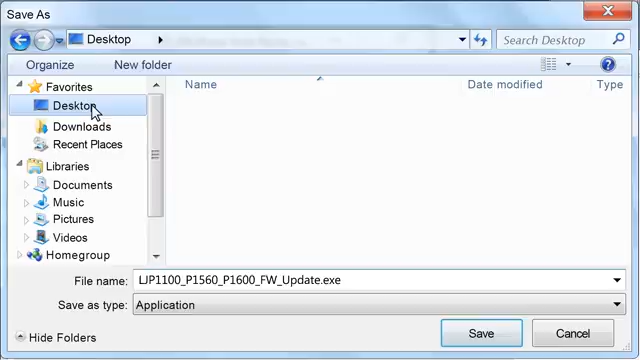 Save As
Desktop
Search Desktop
Organize New folder
Name Date modified Type
Favorites
Desktop
Downloads
Recent Places
Libraries
Documents
Music
Pictures
Videos
Homegroup
File name: LJP1100_P1560_P1600_FW_Update.exe
Save as type: Application
Hide Folders Save Cancel